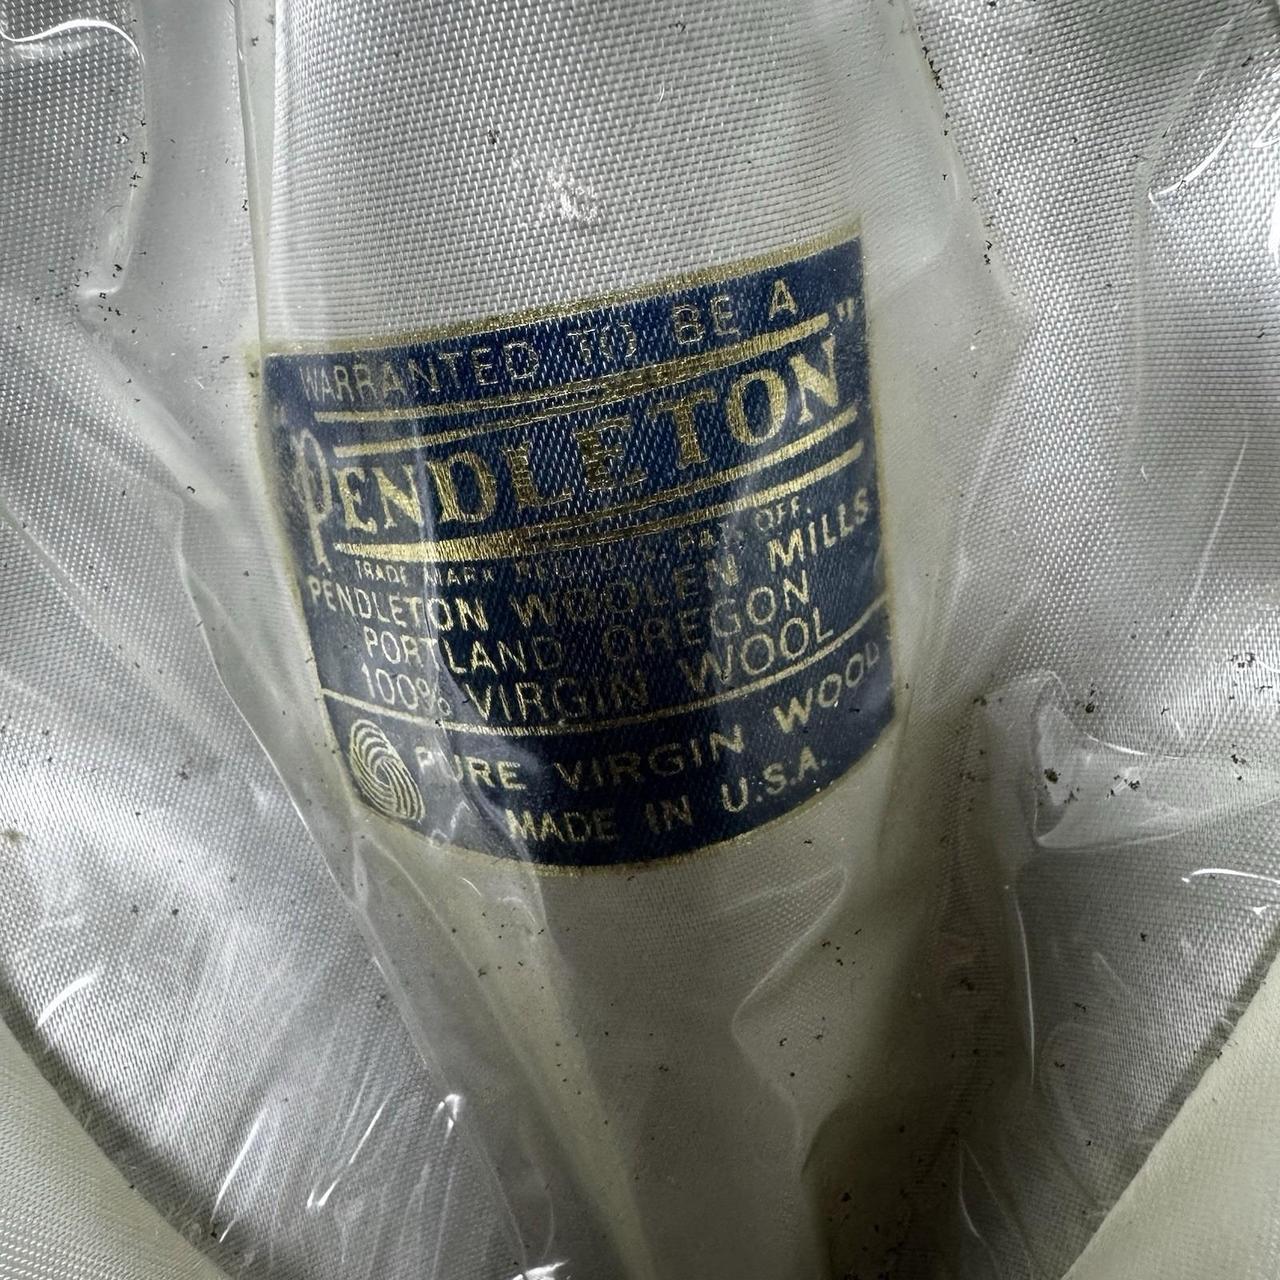 WARRANTED TO BE A
"PENDLETON"
TRADE MARK REG. U.S. PAT. OFF.
PENDLETON WOOLEN MILLS
PORTLAND OREGON
100% VIRGIN WOOL
PURE VIRGIN WOOL
MADE IN U.S.A.